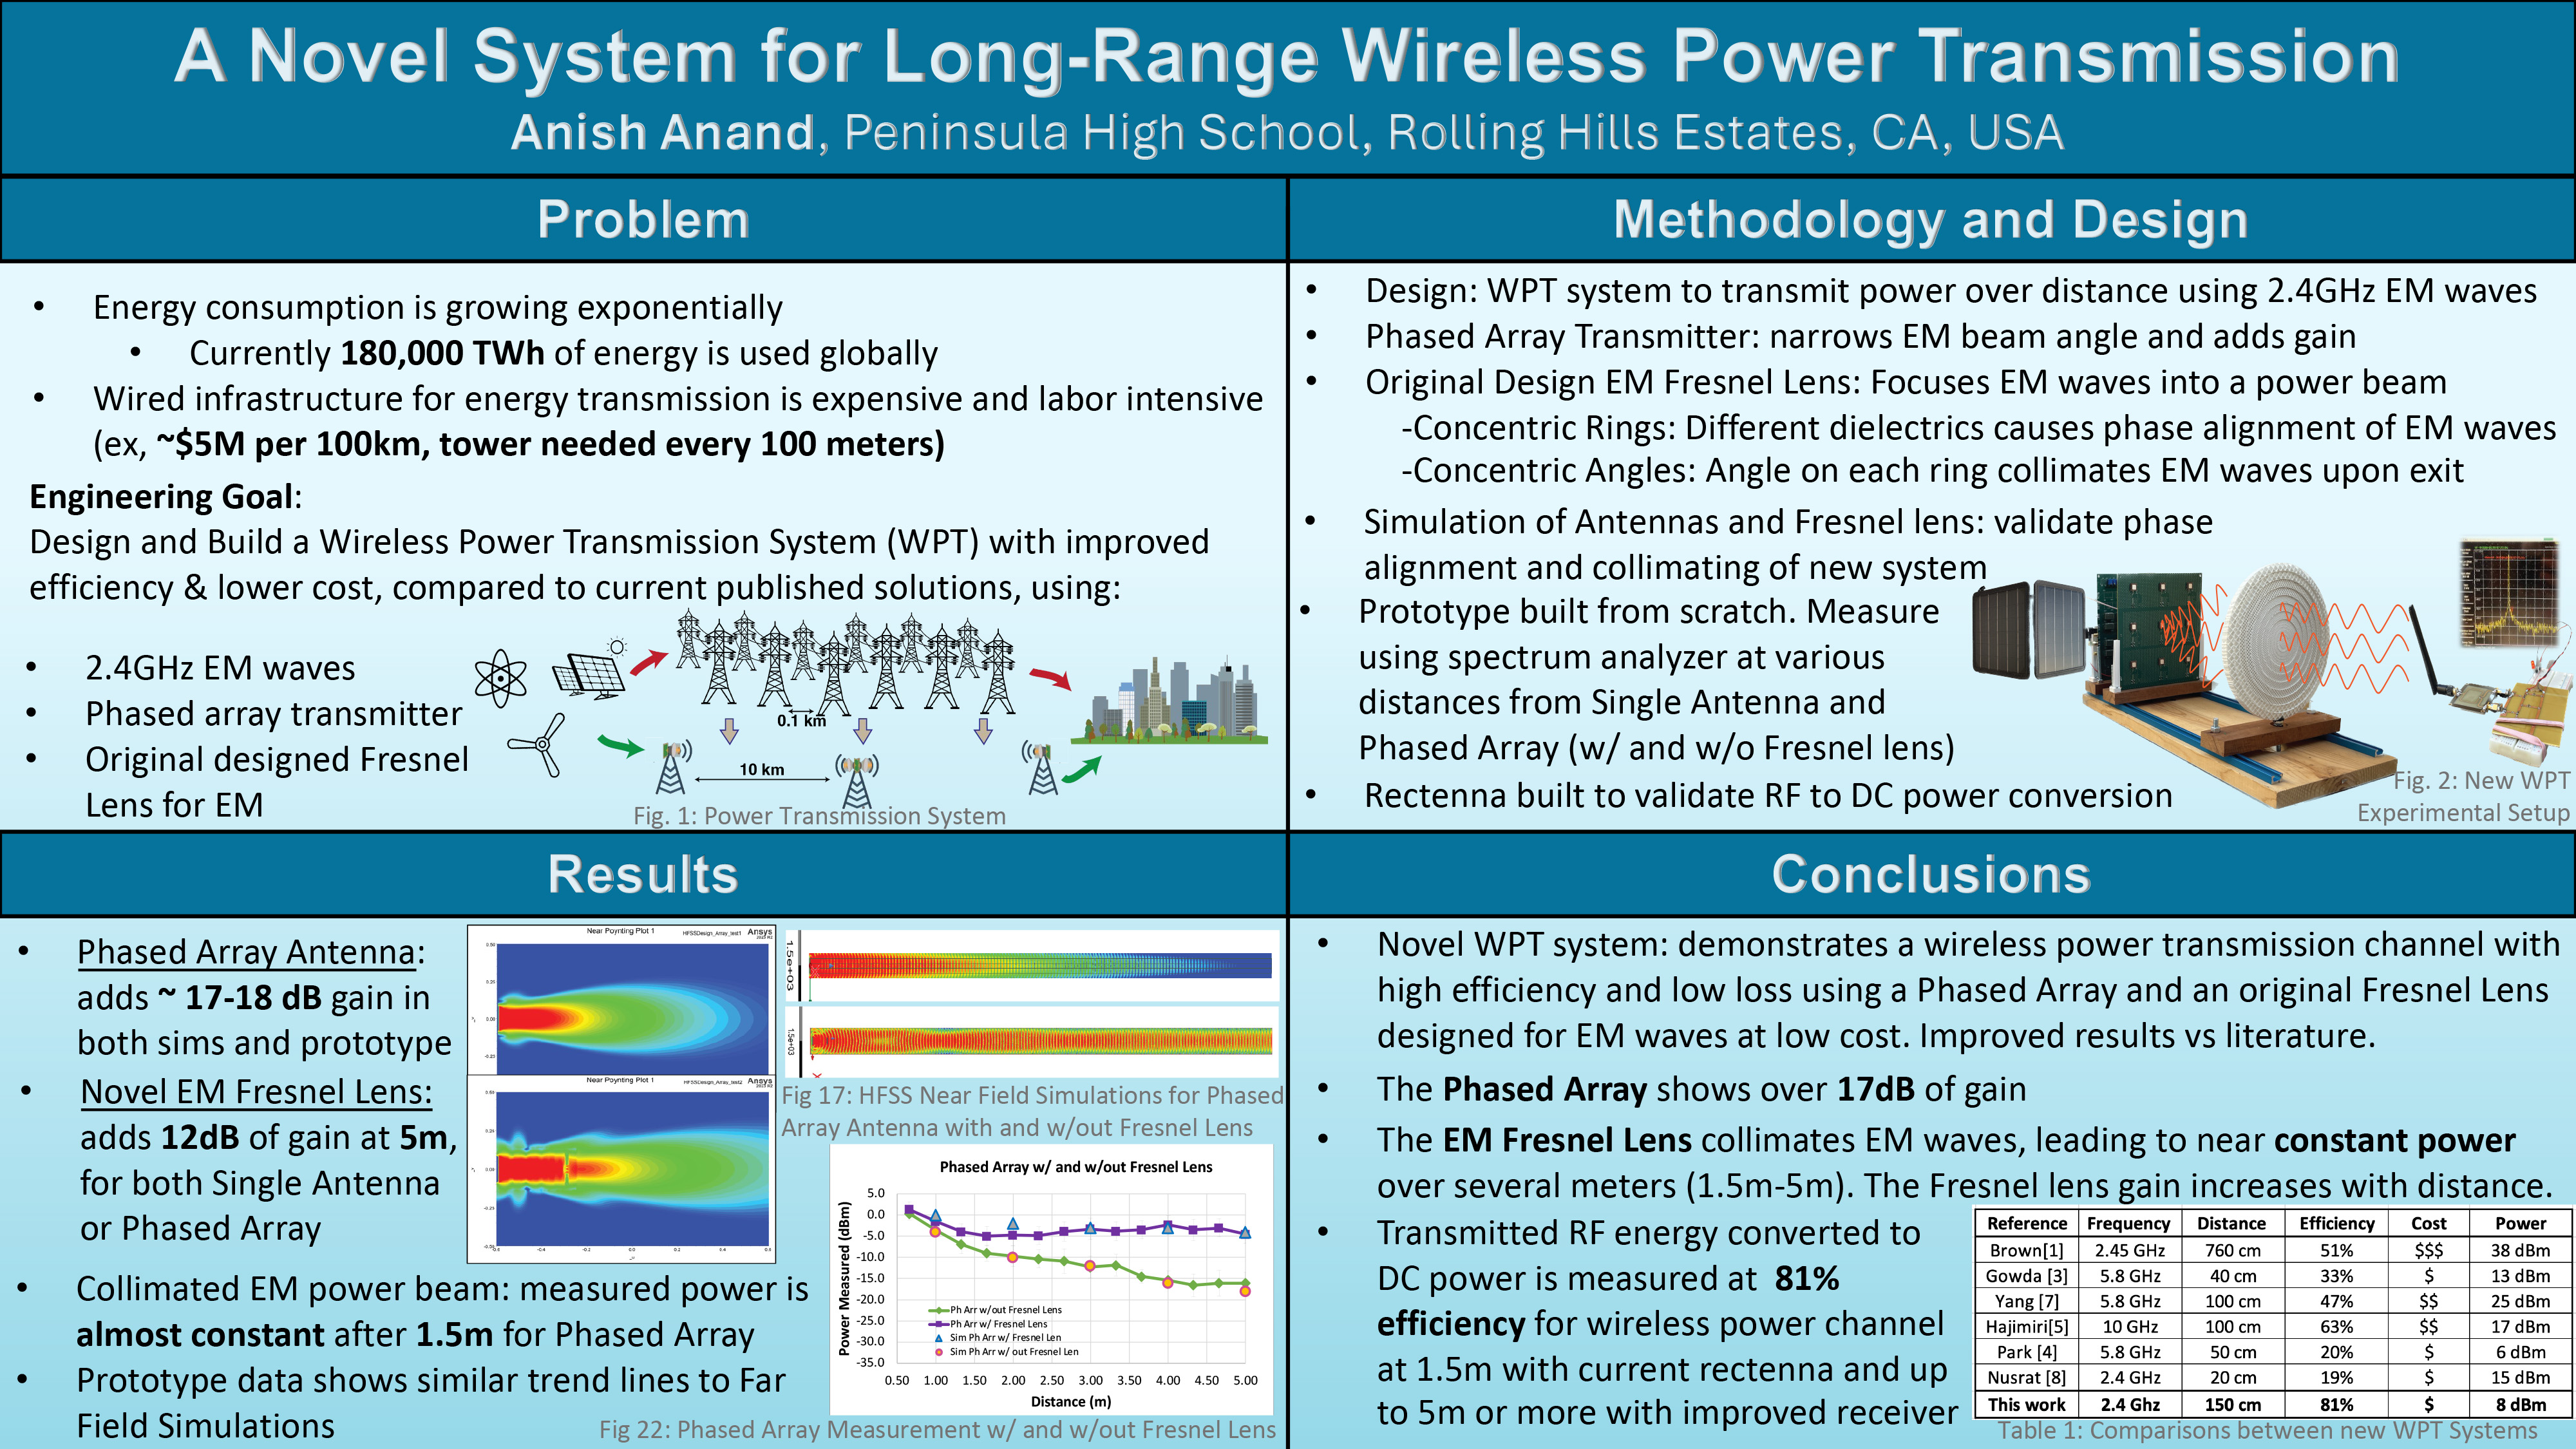 A Novel System for Long-Range Wireless Power Transmission
Anish Anand, Peninsula High School, Rolling Hills Estates, CA, USA
Problem
• Energy consumption is growing exponentially
• Currently 180,000 TWh of energy is used globally
• Wired infrastructure for energy transmission is expensive and labor intensive
(ex, ~$5M per 100km, tower needed every 100 meters)
Engineering Goal:
Design and Build a Wireless Power Transmission System (WPT) with improved
efficiency & lower cost, compared to current published solutions, using:
• 2.4GHz EM waves
• Phased array transmitter
• Original designed Fresnel
Lens for EM
0.1 km
10 km
Fig. 1: Power Transmission System
Methodology and Design
• Design: WPT system to transmit power over distance using 2.4GHz EM waves
• Phased Array Transmitter: narrows EM beam angle and adds gain
• Original Design EM Fresnel Lens: Focuses EM waves into a power beam
-Concentric Rings: Different dielectrics causes phase alignment of EM waves
-Concentric Angles: Angle on each ring collimates EM waves upon exit
• Simulation of Antennas and Fresnel lens: validate phase
alignment and collimating of new system
• Prototype built from scratch. Measure
using spectrum analyzer at various
distances from Single Antenna and
Phased Array (w/ and w/o Fresnel lens)
• Rectenna built to validate RF to DC power conversion
Fig. 2: New WPT
Experimental Setup
Results
• Phased Array Antenna:
adds ~ 17-18 dB gain in
both sims and prototype
• Novel EM Fresnel Lens:
adds 12dB of gain at 5m,
for both Single Antenna
or Phased Array
• Collimated EM power beam: measured power is
almost constant after 1.5m for Phased Array
• Prototype data shows similar trend lines to Far
Field Simulations
Near Poynting Plot 1
HFSSDesign_Array_test1 Ansys
Near Poynting Plot 1
HFSSDesign_Array_test2 Ansys
-0.4 -0.2 0.0 0.2 0.4 0.6
1.5e+03
1.5e+03
Fig 17: HFSS Near Field Simulations for Phased
Array Antenna with and w/out Fresnel Lens
Phased Array w/ and w/out Fresnel Lens
Power Measured (dBm)
5.0
0.0
-5.0
-10.0
-15.0
-20.0
-25.0
-30.0
-35.0
Ph Arr w/out Fresnel Lens
Ph Arr w/ Fresnel Lens
Sim Ph Arr w/ Fresnel Len
Sim Ph Arr w/ out Fresnel Len
0.50 1.00 1.50 2.00 2.50 3.00 3.50 4.00 4.50 5.00
Distance (m)
Fig 22: Phased Array Measurement w/ and w/out Fresnel Lens
Conclusions
• Novel WPT system: demonstrates a wireless power transmission channel with
high efficiency and low loss using a Phased Array and an original Fresnel Lens
designed for EM waves at low cost. Improved results vs literature.
• The Phased Array shows over 17dB of gain
• The EM Fresnel Lens collimates EM waves, leading to near constant power
over several meters (1.5m-5m). The Fresnel lens gain increases with distance.
• Transmitted RF energy converted to
DC power is measured at 81%
efficiency for wireless power channel
at 1.5m with current rectenna and up
to 5m or more with improved receiver
Reference Frequency Distance Efficiency Cost Power
Brown[1] 2.45 GHz 760 cm 51% $$$ 38 dBm
Gowda [3] 5.8 GHz 40 cm 33% $ 13 dBm
Yang [7] 5.8 GHz 100 cm 47% $$ 25 dBm
Hajimiri[5] 10 GHz 100 cm 63% $$ 17 dBm
Park [4] 5.8 GHz 50 cm 20% $ 6 dBm
Nusrat [8] 2.4 GHz 20 cm 19% $ 15 dBm
This work 2.4 Ghz 150 cm 81% $ 8 dBm
Table 1: Comparisons between new WPT Systems